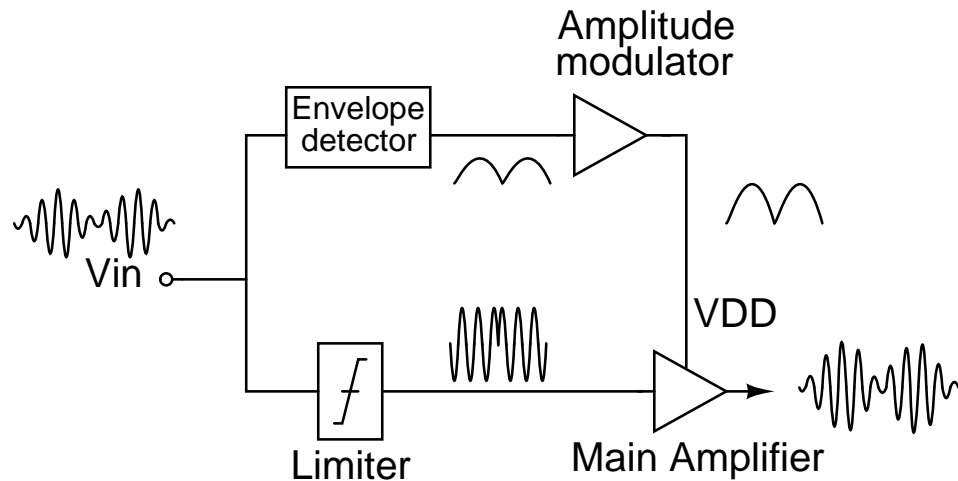 Amplitude
modulator
Envelope
detector
Vin
VDD
Limiter
Main Amplifier